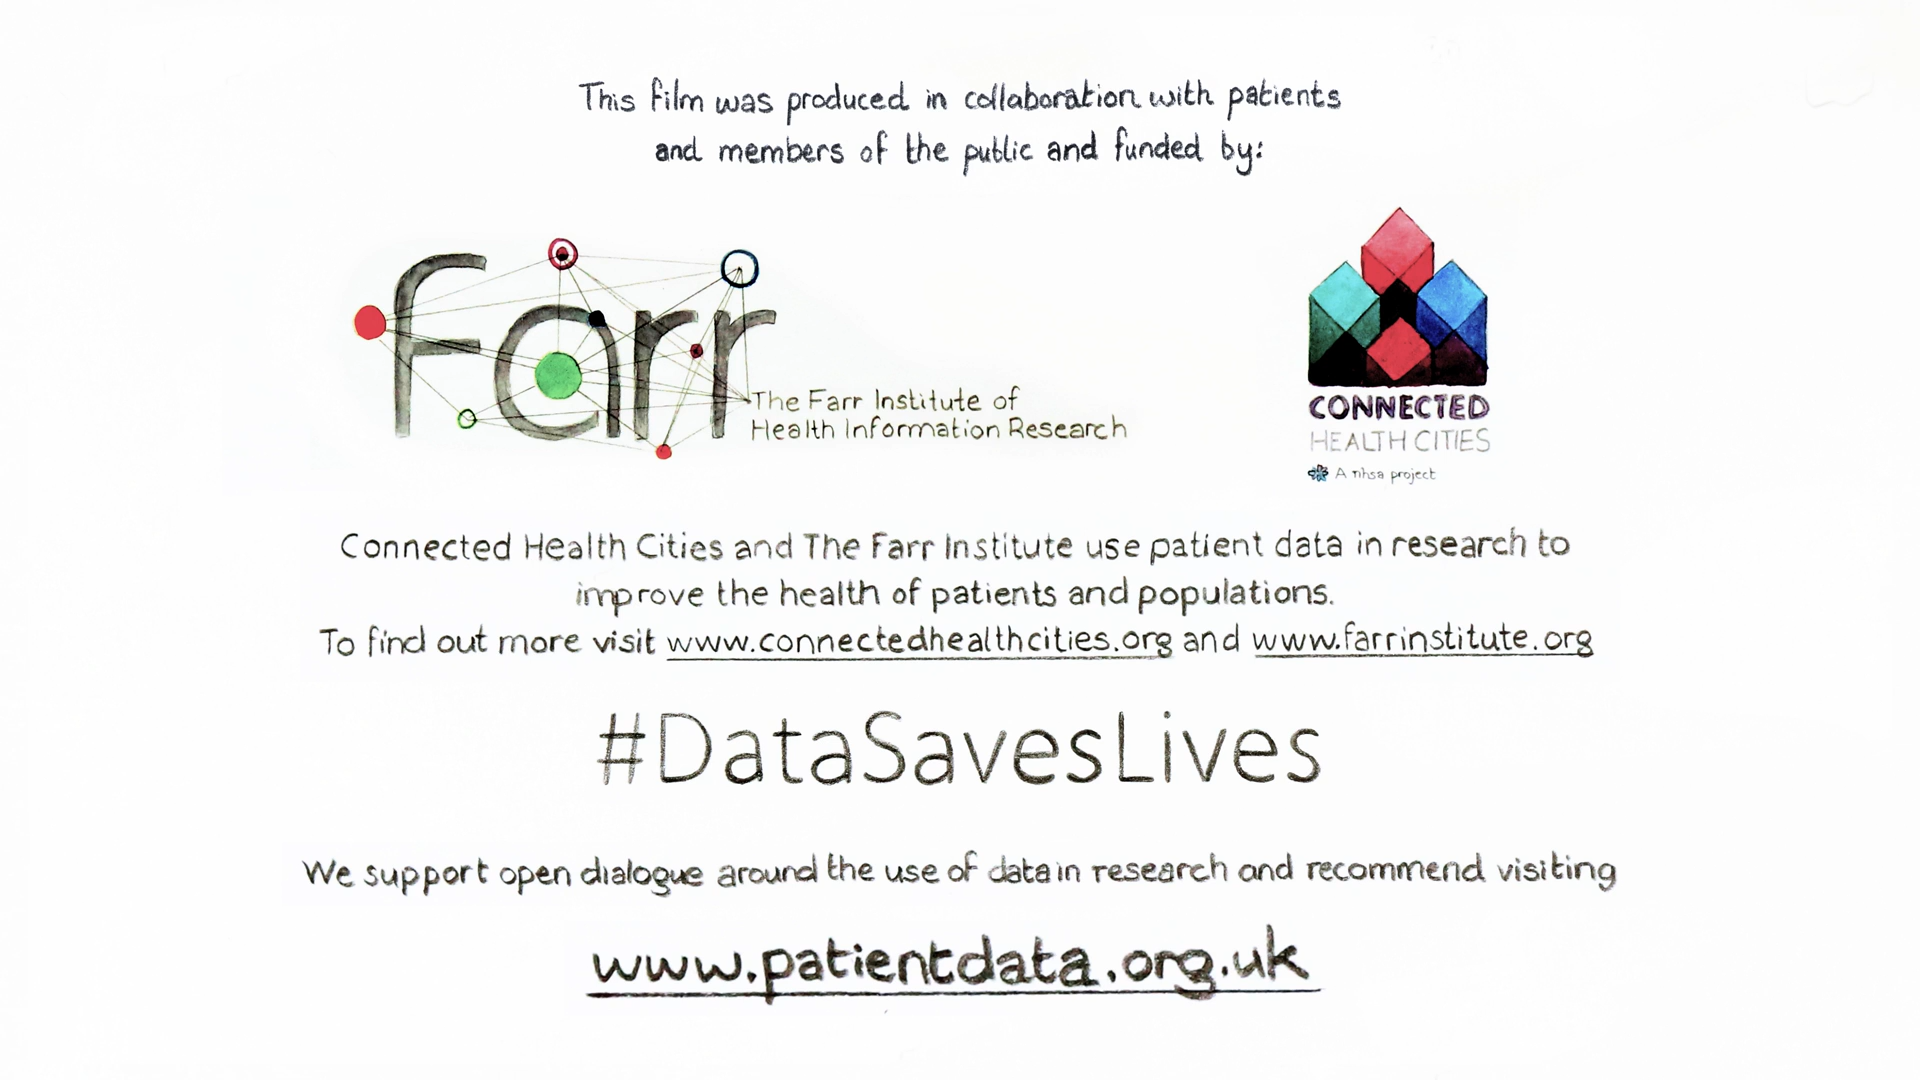 This film was produced in collaboration with patients
and members of the public and funded by:
Farr
The Farr Institute of
Health Information Research
CONNECTED
HEALTH CITIES
A nhsa project
Connected Health Cities and The Farr Institute use patient data in research to
improve the health of patients and populations.
To find out more visit www.connectedhealthcities.org and www.farrinstitute.org
#DataSavesLives
We support open dialogue around the use of data in research and recommend visiting
www.patientdata.org.uk